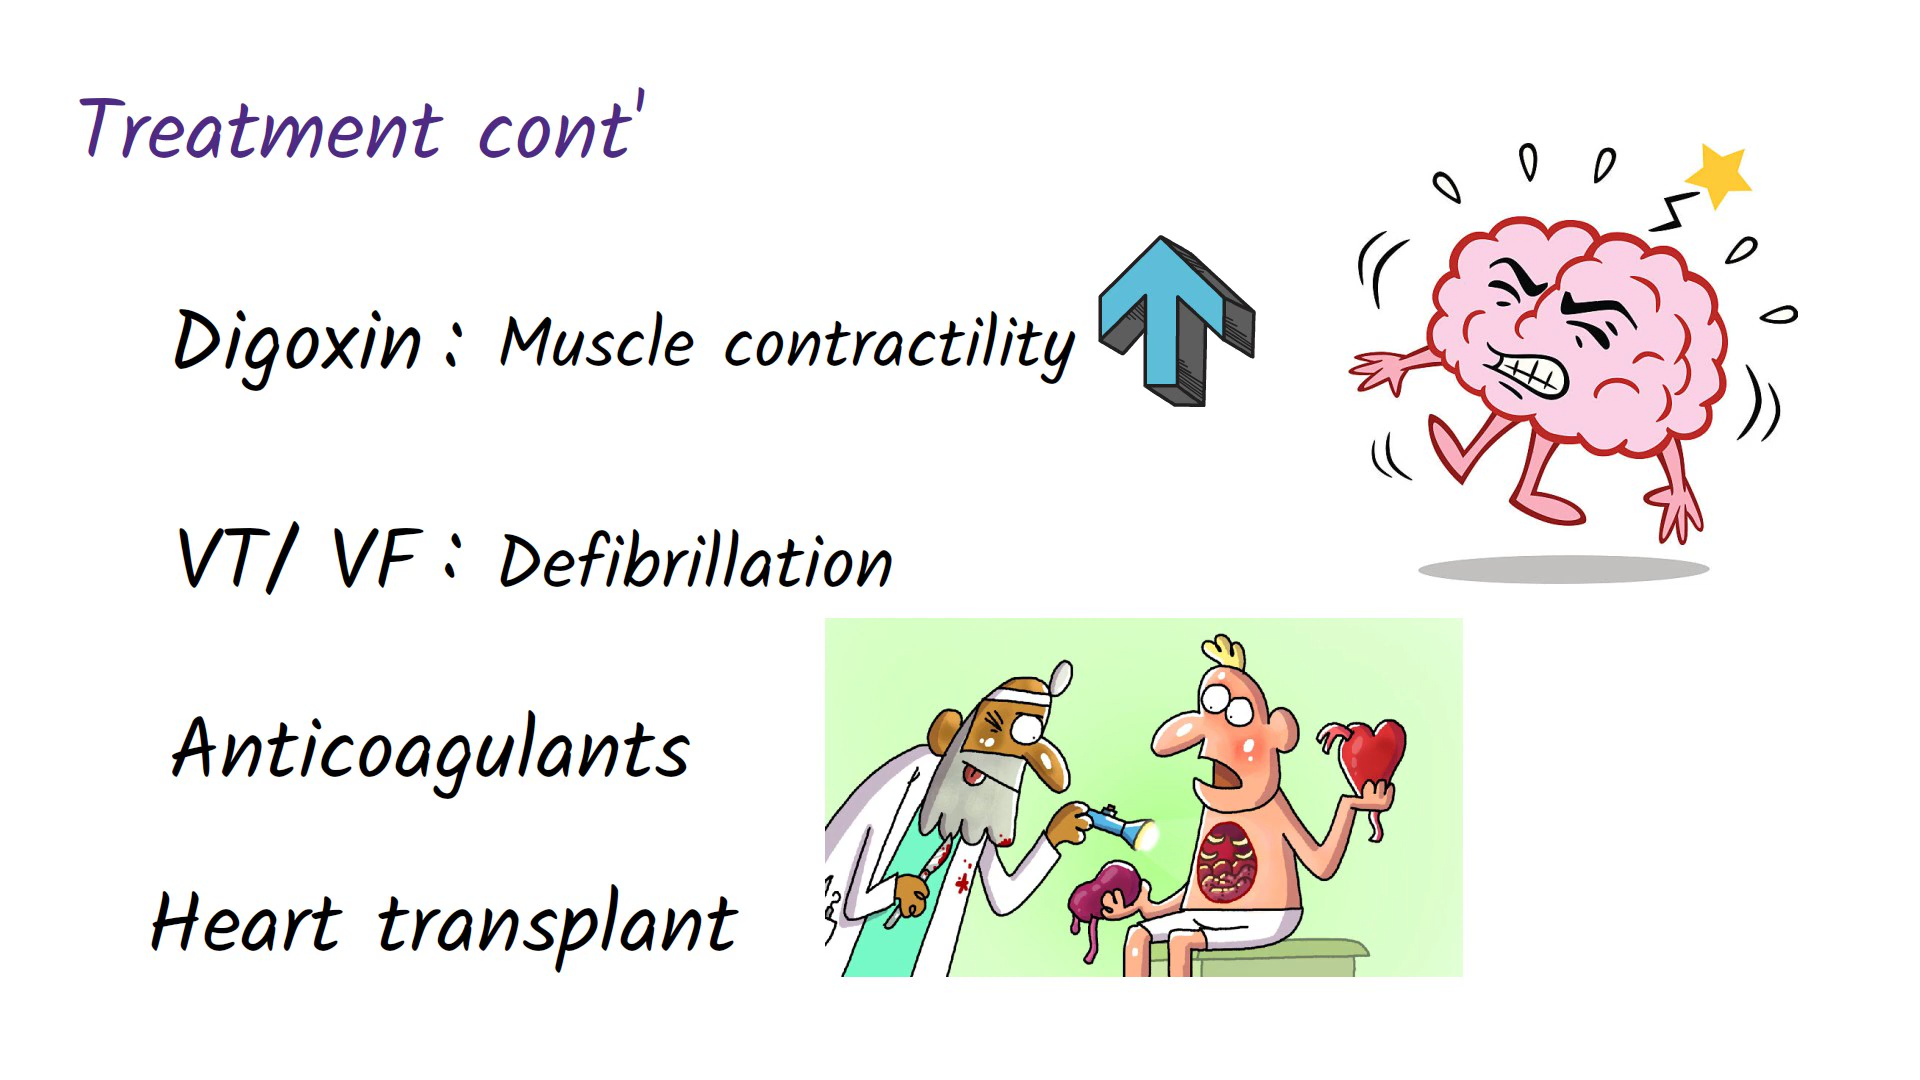 Treatment cont'
Digoxin : Muscle contractility
VT/ VF : Defibrillation
Anticoagulants
Heart transplant